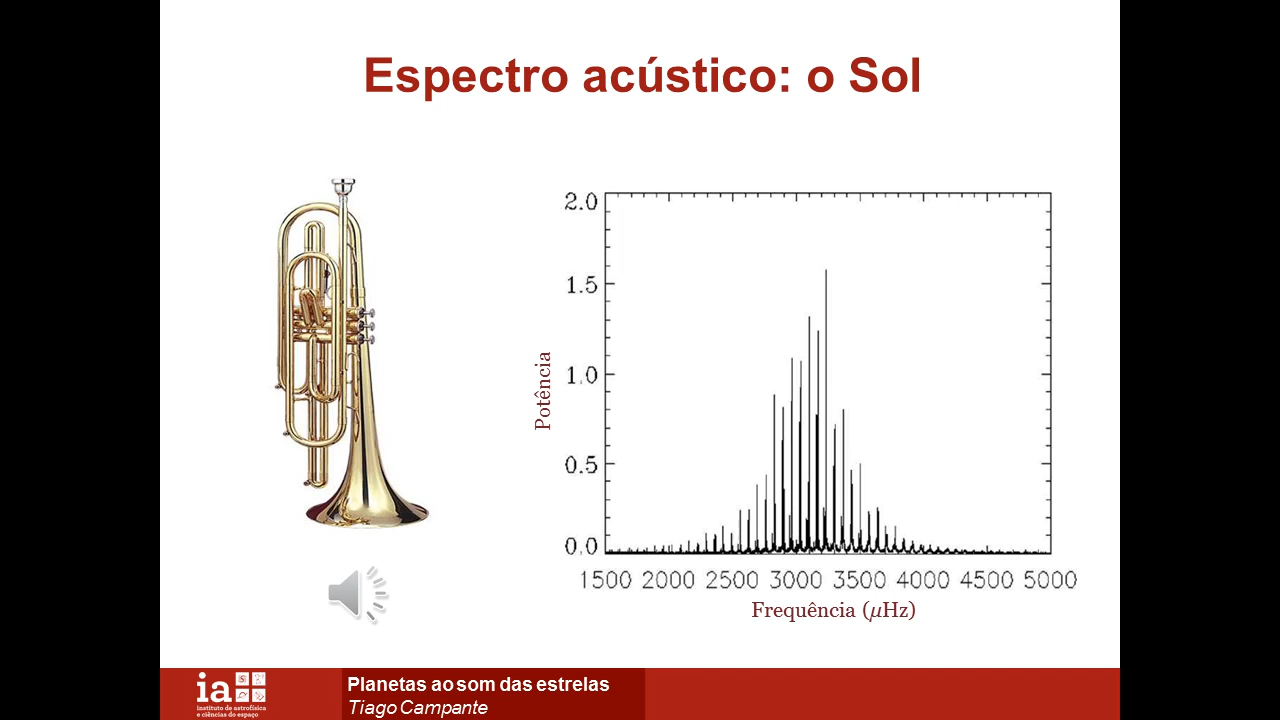 Espectro acústico: o Sol
Potência
2.0
1.5
1.0
0.5
0.0
1500 2000 2500 3000 3500 4000 4500 5000
Frequência (μHz)
ia
instituto de astrofísica
e ciências do espaço
Planetas ao som das estrelas
Tiago Campante